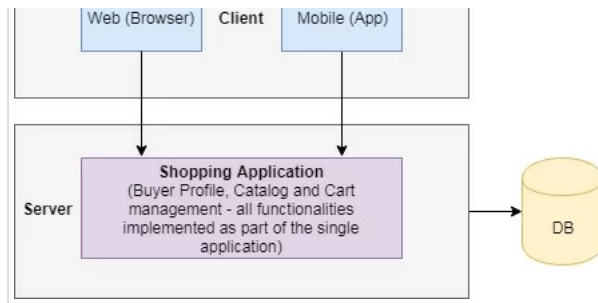 Web (Browser)
Client
Mobile (App)
Shopping Application
(Buyer Profile, Catalog and Cart
management - all functionalities
implemented as part of the single
application)
Server
DB